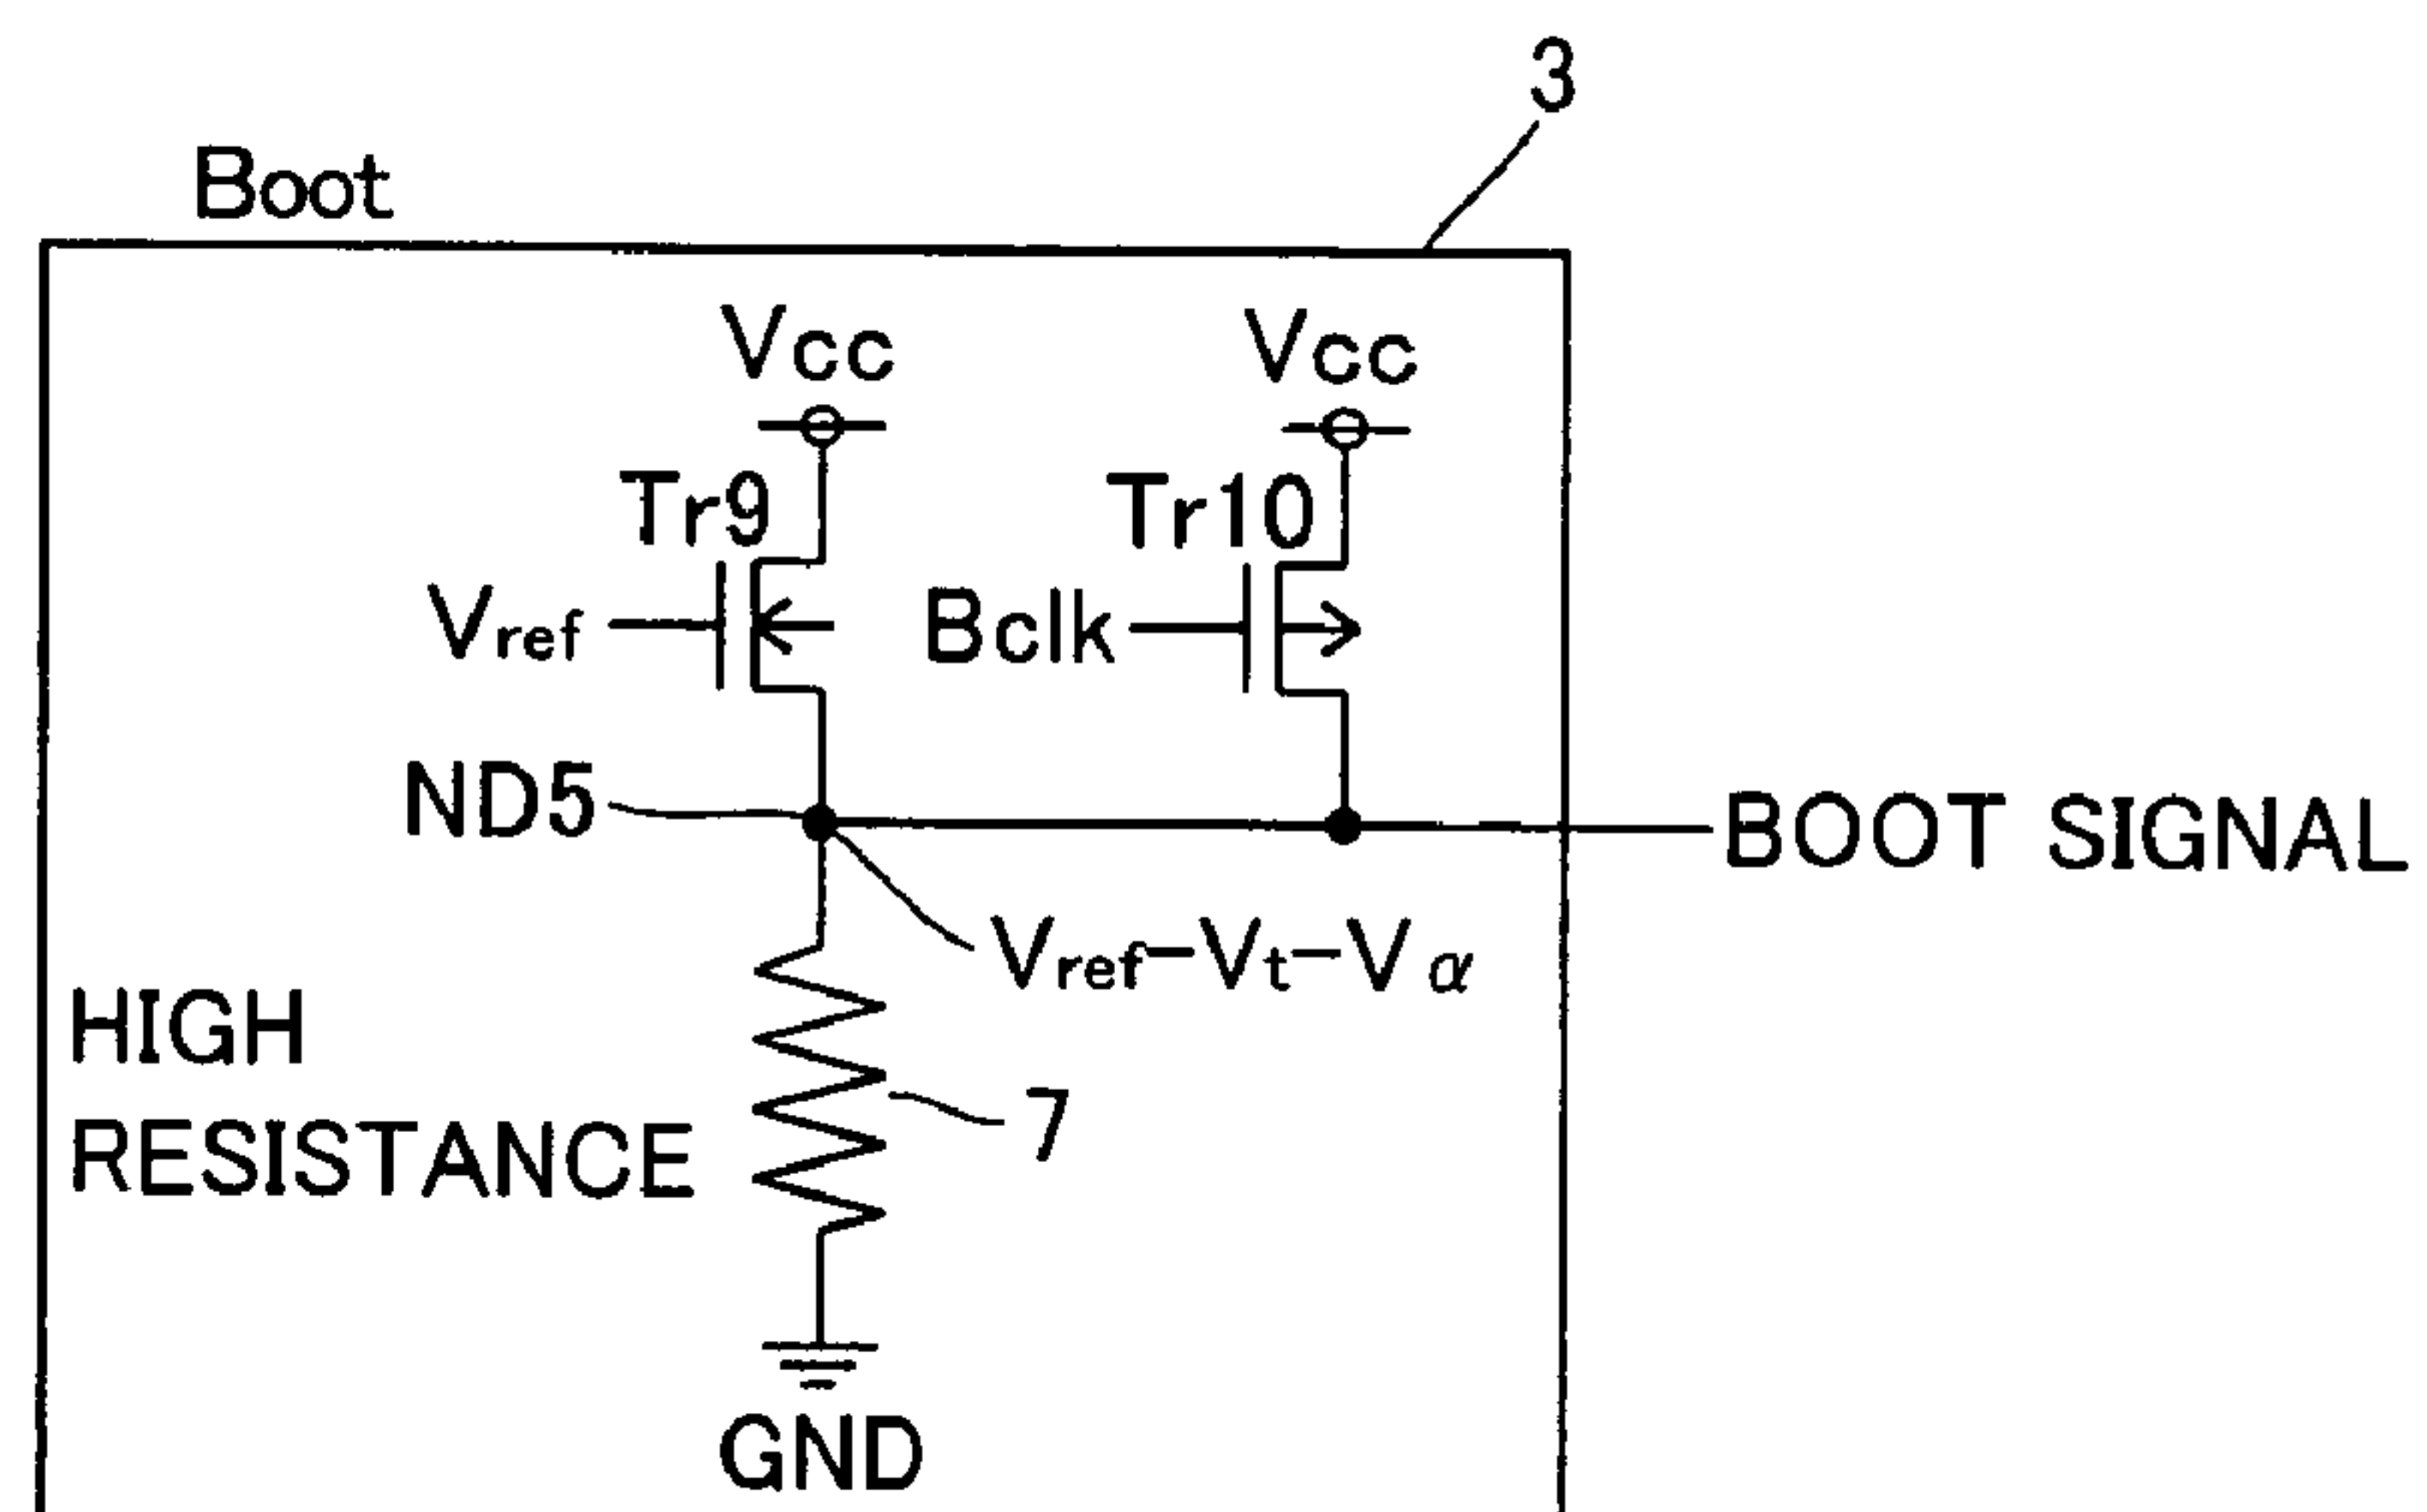 3
Boot
Vcc
Vcc
Tr9
Tr10
Vref
Bclk
ND5
BOOT SIGNAL
Vref-Vt-Vα
HIGH
RESISTANCE
7
GND